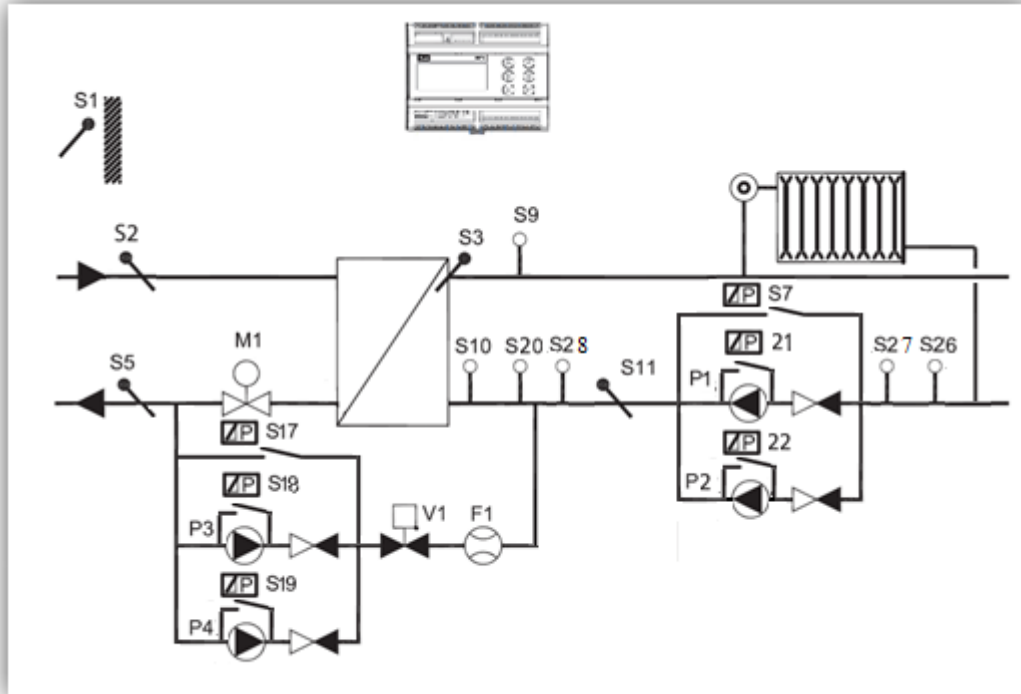 S1
S2
S3
S9
P S7
M1
S10 S20 S28
P 21
S27 S26
S5
S11
P1
P S17
P 22
P S18
P2
V1 F1
P3
P S19
P4